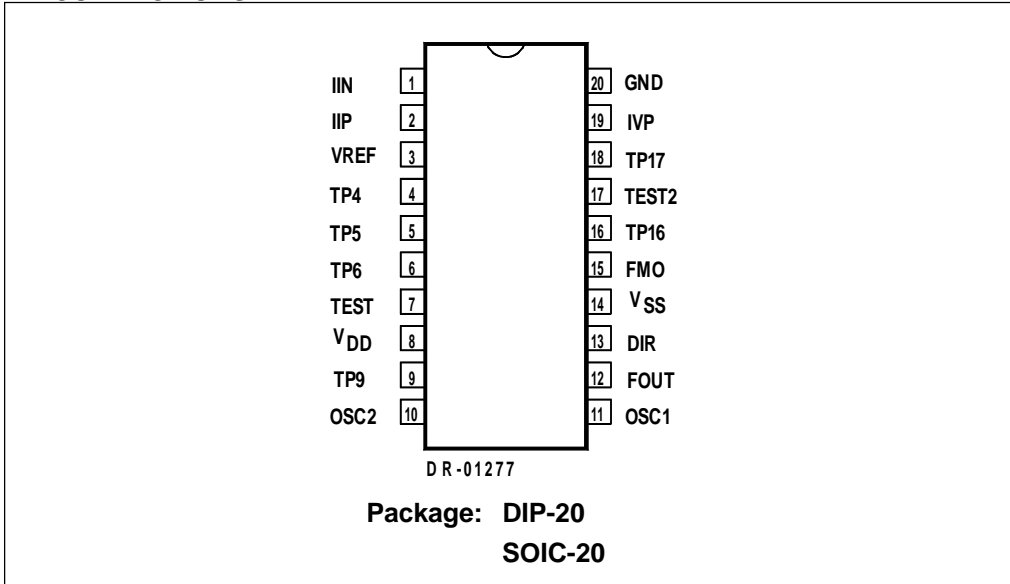 IIN 1 20 GND
IIP 2 19 IVP
VREF 3 18 TP17
TP4 4 17 TEST2
TP5 5 16 TP16
TP6 6 15 FMO
TEST 7 14 VSS
VDD 8 13 DIR
TP9 9 12 FOUT
OSC2 10 11 OSC1
DR-01277
Package: DIP-20
SOIC-20